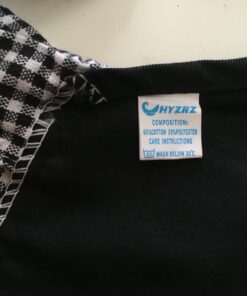 HYZRZ
COMPOSITION:
65%COTTON 35%POLYESTER
CARE INSTRUCTIONS
WASH BELOW 30℃